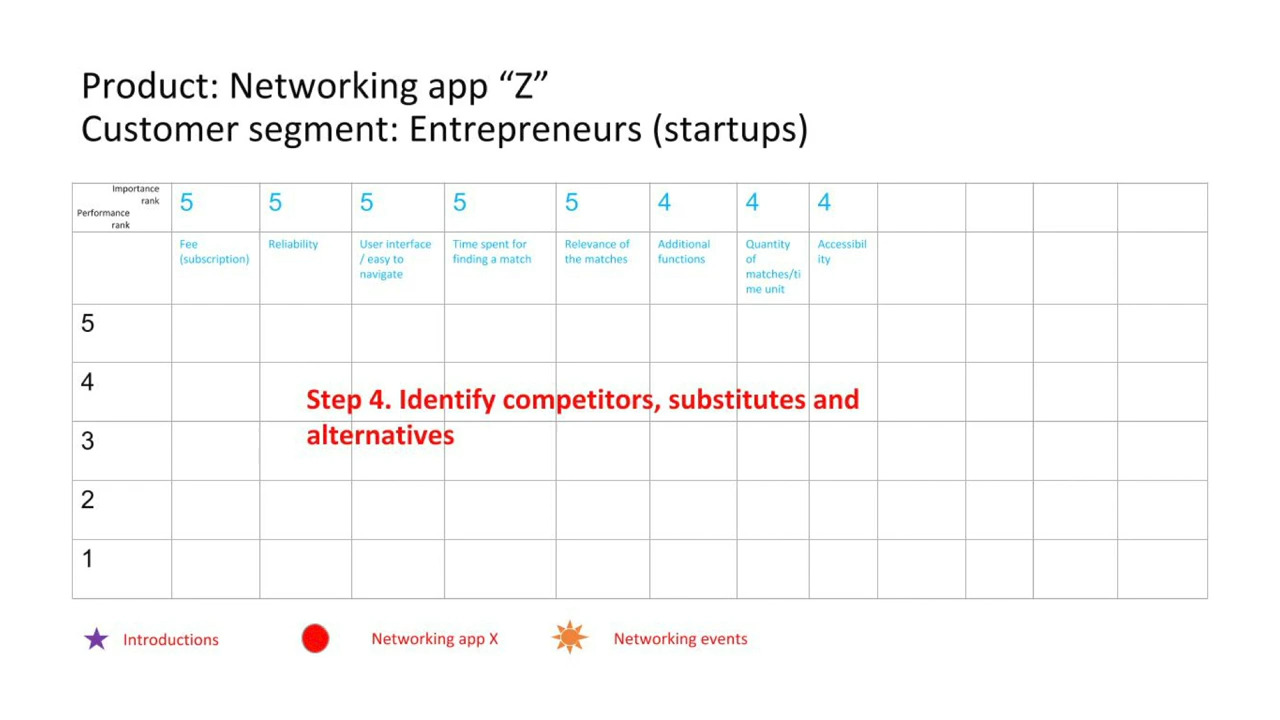 Product: Networking app “Z”
Customer segment: Entrepreneurs (startups)
Importance
rank
Performance
rank
5 5 5 5 5 4 4 4
Fee
(subscription)
Reliability
User interface
/ easy to
navigate
Time spent for
finding a match
Relevance of
the matches
Additional
functions
Quantity
of
matches/ti
me unit
Accessibil
ity
5
4
Step 4. Identify competitors, substitutes and
alternatives
3
2
1
Introductions
Networking app X
Networking events